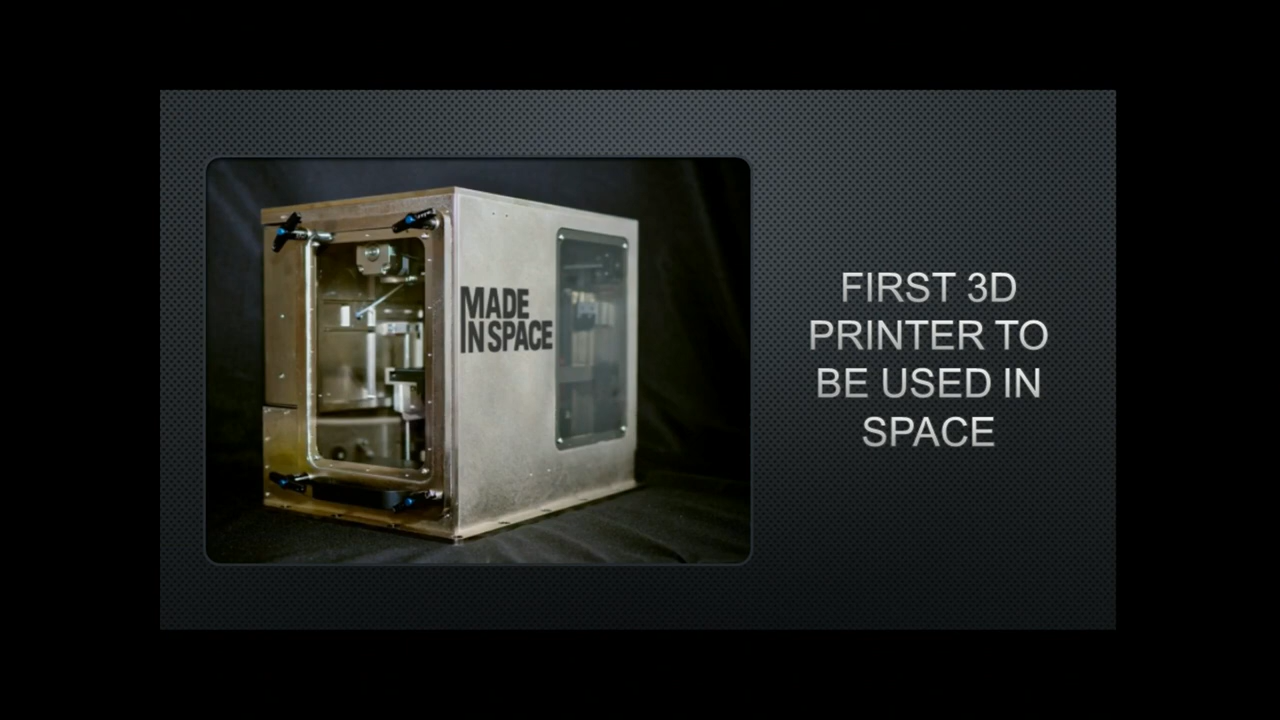 MADE
IN SPACE
FIRST 3D
PRINTER TO
BE USED IN
SPACE